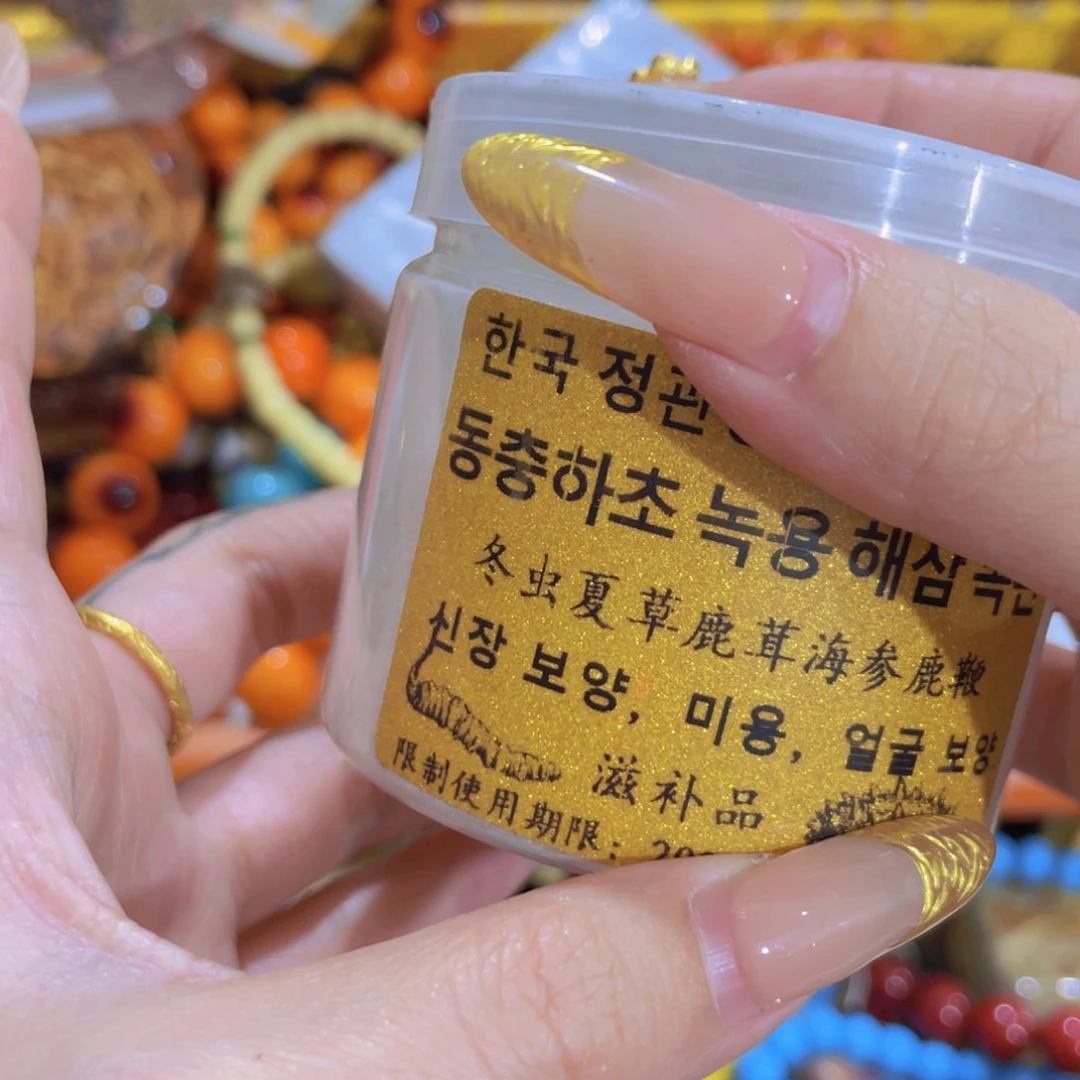 한국 정관
동충하초 녹용 해삼
冬虫夏草鹿茸海参鹿鞭
신장 보양, 미용, 얼굴 보양
滋补品
限制使用期限: 20